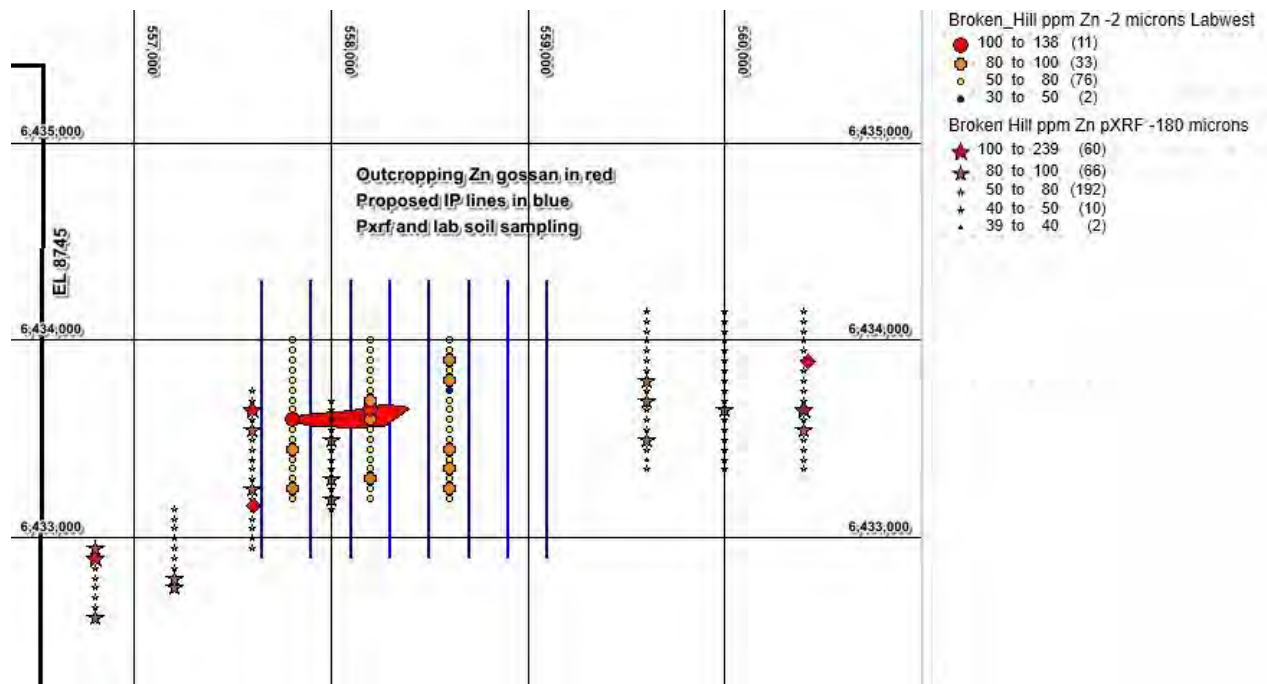 557,000
558,000
559,000
560,000
6,435,000
6,435,000
Outcropping Zn gossan in red
Proposed IP lines in blue
Pxrf and lab soil sampling
EL 8745
6,434,000
6,434,000
6,433,000
6,433,000
Broken_Hill ppm Zn -2 microns Labwest
100 to 138 (11)
80 to 100 (33)
50 to 80 (76)
30 to 50 (2)
Broken Hill ppm Zn pXRF -180 microns
100 to 239 (60)
80 to 100 (66)
50 to 80 (192)
40 to 50 (10)
39 to 40 (2)